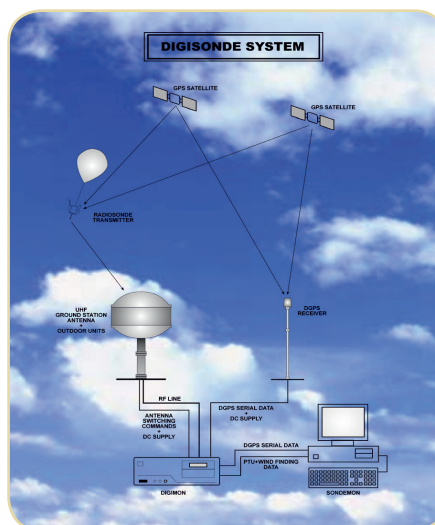 DIGISONDE SYSTEM
GPS SATELLITE
GPS SATELLITE
RADIOSONDE
TRANSMITTER
UHF
GROUND STATION
ANTENNA
+
OUTDOOR UNITS
DGPS
RECEIVER
RF LINE
ANTENNA
SWITCHING
COMMANDS
+
DC SUPPLY
DGPS SERIAL DATA
+
DC SUPPLY
DGPS SERIAL DATA
PTU+WIND FINDING
DATA
DIGIMON
SONDEMON